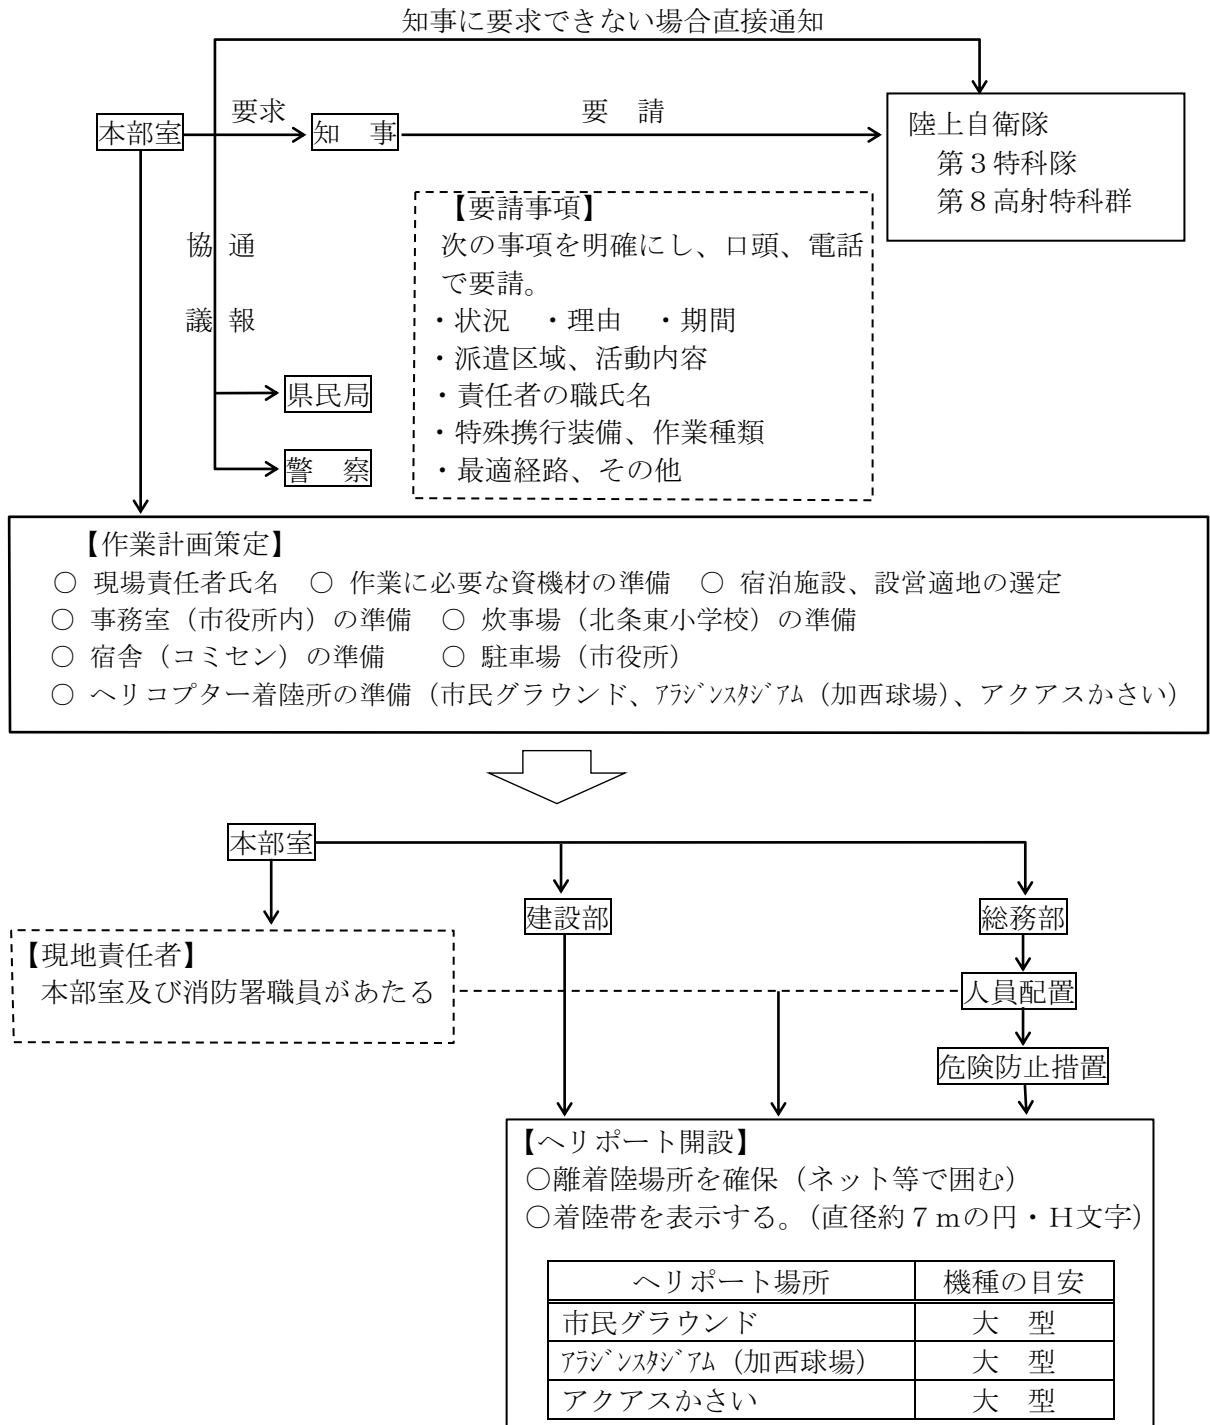 知事に要求できない場合直接通知
要求
要　請
本部室
知　事
陸上自衛隊
第３特科隊
第８高射特科群
【要請事項】
次の事項を明確にし、口頭、電話
で要請。
・状況　・理由　・期間
・派遣区域、活動内容
・責任者の職氏名
・特殊携行装備、作業種類
・最適経路、その他
協議
通報
県民局
警　察
【作業計画策定】
○ 現場責任者氏名　○ 作業に必要な資機材の準備　○ 宿泊施設、設営適地の選定
○ 事務室（市役所内）の準備　○ 炊事場（北条東小学校）の準備
○ 宿舎（コミセン）の準備　　○ 駐車場（市役所）
○ ヘリコプター着陸所の準備（市民グラウンド、ｱﾗｼﾞﾝｽﾀｼﾞｱﾑ（加西球場）、アクアスかさい）
本部室
建設部
総務部
【現地責任者】
本部室及び消防署職員があたる
人員配置
危険防止措置
【ヘリポート開設】
○離着陸場所を確保（ネット等で囲む）
○着陸帯を表示する。（直径約７ｍの円・Ｈ文字）
ヘリポート場所　機種の目安
市民グラウンド　大　型
ｱﾗｼﾞﾝｽﾀｼﾞｱﾑ（加西球場）　大　型
アクアスかさい　大　型